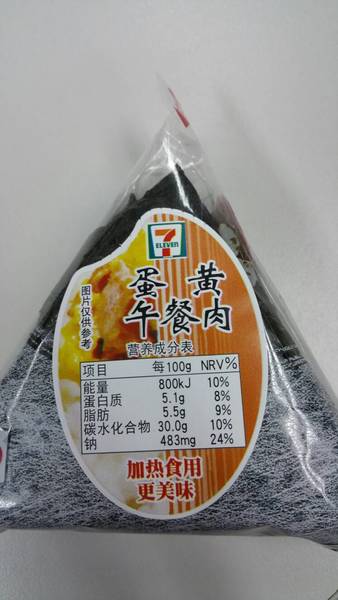 7
ELEVEN
蛋黄
午餐肉
图片仅供参考
营养成分表
项目 每100g NRV%
能量 800kJ 10%
蛋白质 5.1g 8%
脂肪 5.5g 9%
碳水化合物 30.0g 10%
钠 483mg 24%
加热食用
更美味